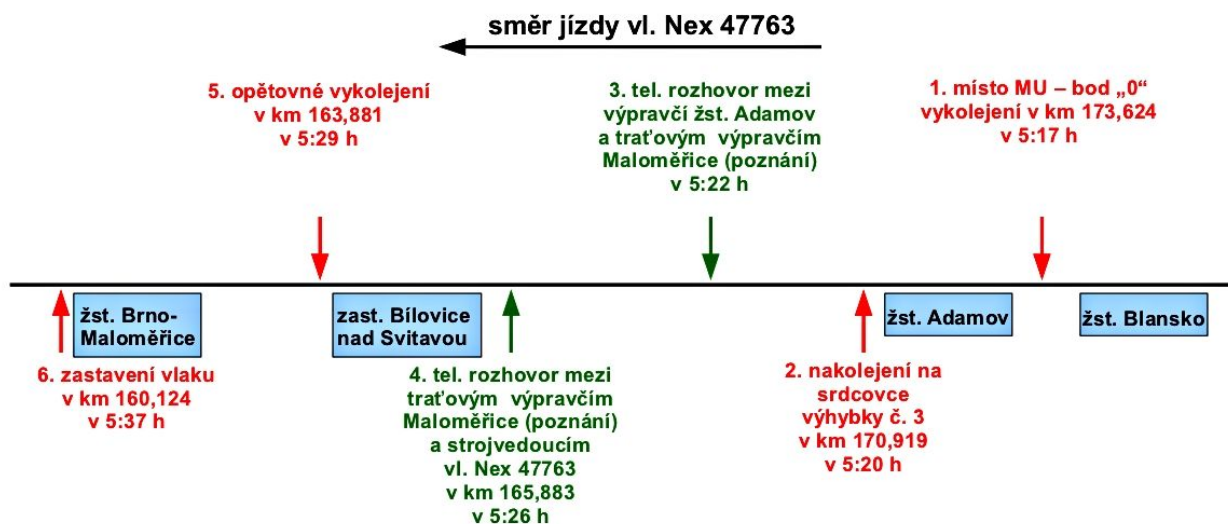 směr jízdy vl. Nex 47763
5. opětovné vykolejení
v km 163,881
v 5:29 h
3. tel. rozhovor mezi
výpravčí žst. Adamov
a traťovým výpravčím
Maloměřice (poznání)
v 5:22 h
1. místo MU – bod „0“
vykolejení v km 173,624
v 5:17 h
žst. Brno-
Maloměřice
zast. Bílovice
nad Svitavou
žst. Adamov
žst. Blansko
6. zastavení vlaku
v km 160,124
v 5:37 h
4. tel. rozhovor mezi
traťovým výpravčím
Maloměřice (poznání)
a strojvedoucím
vl. Nex 47763
v km 165,883
v 5:26 h
2. nakolejení na
srdcovce
výhybky č. 3
v km 170,919
v 5:20 h